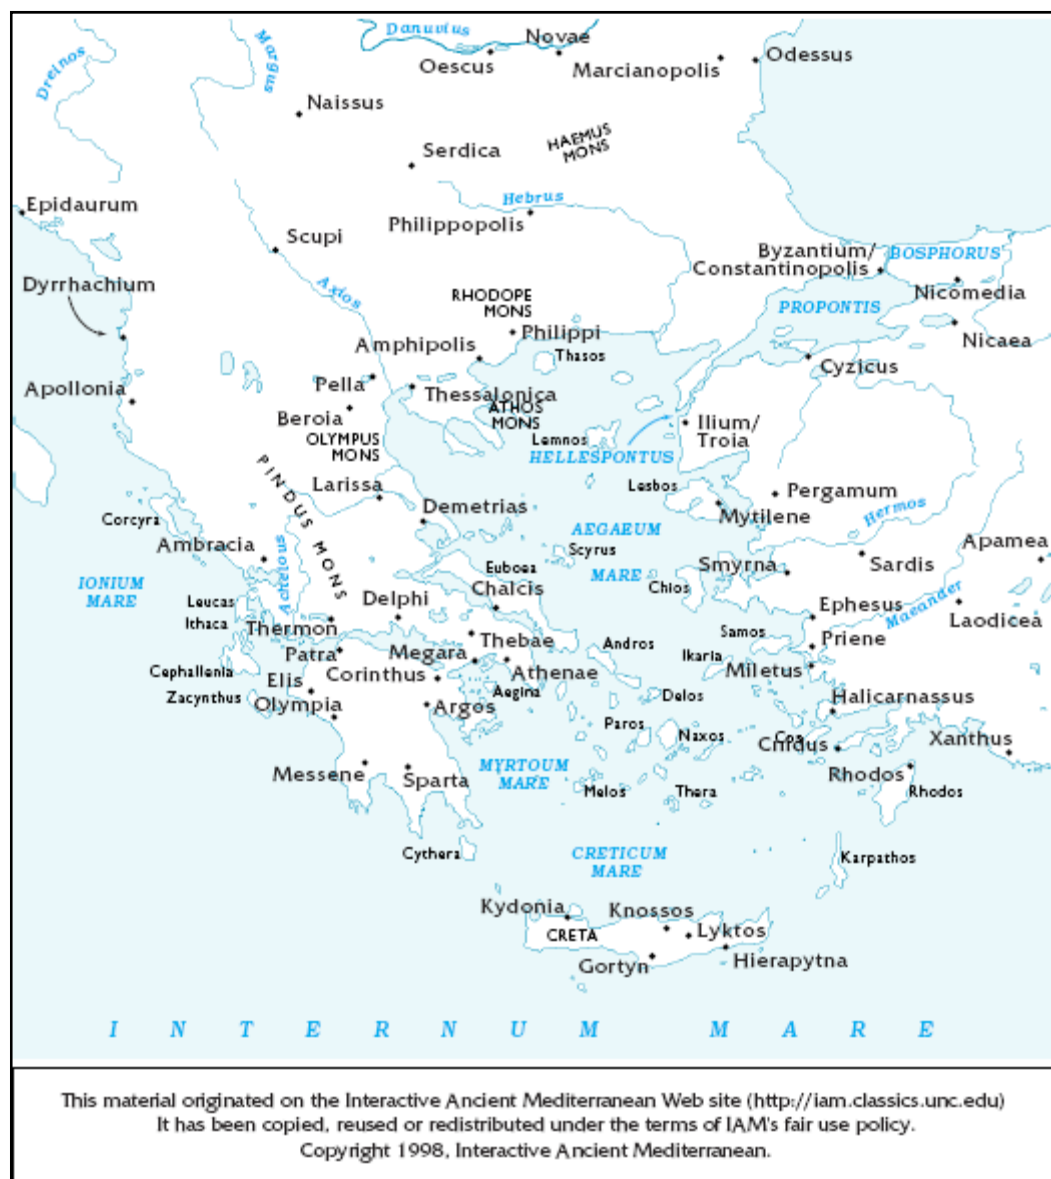 Danuvius
Novae
Dreinos
Margus
Oescus
Marcianopolis
Odessus
Naissus
HAEMUS
MONS
Serdica
Epidaurum
Hebrus
Philippopolis
Scupi
Byzantium/
Constantinopolis
BOSPHORUS
Dyrrhachium
Axios
RHODOPE
MONS
PROPONTIS
Nicomedia
Philippi
Nicaea
Amphipolis
Thasos
Cyzicus
Apollonia
Pella
Thessalonica
Beroia
ATHOS
MONS
Ilium/
Troia
OLYMPUS
MONS
Lemnos
HELLESPONTUS
PINDUS MONS
Larissa
Lesbos
Pergamum
Corcyra
Demetrias
Mytilene
Hermos
AEGAEUM
MARE
Ambracia
Scyrus
Apamea
IONIUM
MARE
Achelous
Euboea
Smyrna
Sardis
Chios
Chalcis
Leucas
Delphi
Ephesus
Maeander
Laodicea
Ithaca
Thermon
Thebae
Samos
Priene
Patra
Megara
Andros
Ikaria
Miletus
Cephallenia
Elis
Corinthus
Athenae
Zacynthus
Aegina
Delos
Halicarnassus
Olympia
Argos
Paros
Naxos
Cos
Cnidus
Xanthus
Messene
Sparta
MYRTOUM
MARE
Melos
Thera
Rhodos
Rhodos
Cythera
CRETICUM
MARE
Karpathos
Kydonia
Knossos
CRETA
Lyktos
Gortyn
Hierapytna
INTERNUM MARE
This material originated on the Interactive Ancient Mediterranean Web site (http://iam.classics.unc.edu)
It has been copied, reused or redistributed under the terms of IAM's fair use policy.
Copyright 1998, Interactive Ancient Mediterranean.